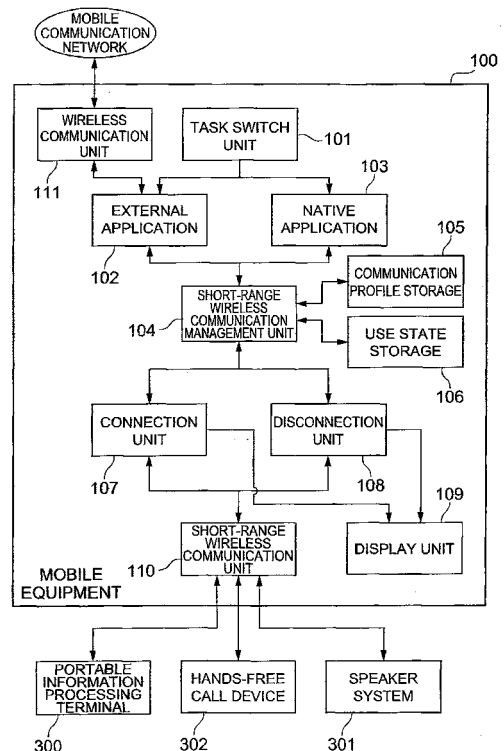 MOBILE
COMMUNICATION
NETWORK
100
WIRELESS
COMMUNICATION
UNIT
111
TASK SWITCH
UNIT
101
103
EXTERNAL
APPLICATION
102
NATIVE
APPLICATION
105
COMMUNICATION
PROFILE STORAGE
SHORT-RANGE
WIRELESS
COMMUNICATION
MANAGEMENT UNIT
104
USE STATE
STORAGE
106
CONNECTION
UNIT
107
DISCONNECTION
UNIT
108
109
SHORT-RANGE
WIRELESS
COMMUNICATION
UNIT
110
DISPLAY UNIT
MOBILE
EQUIPMENT
PORTABLE
INFORMATION
PROCESSING
TERMINAL
300
HANDS-FREE
CALL DEVICE
302
SPEAKER
SYSTEM
301